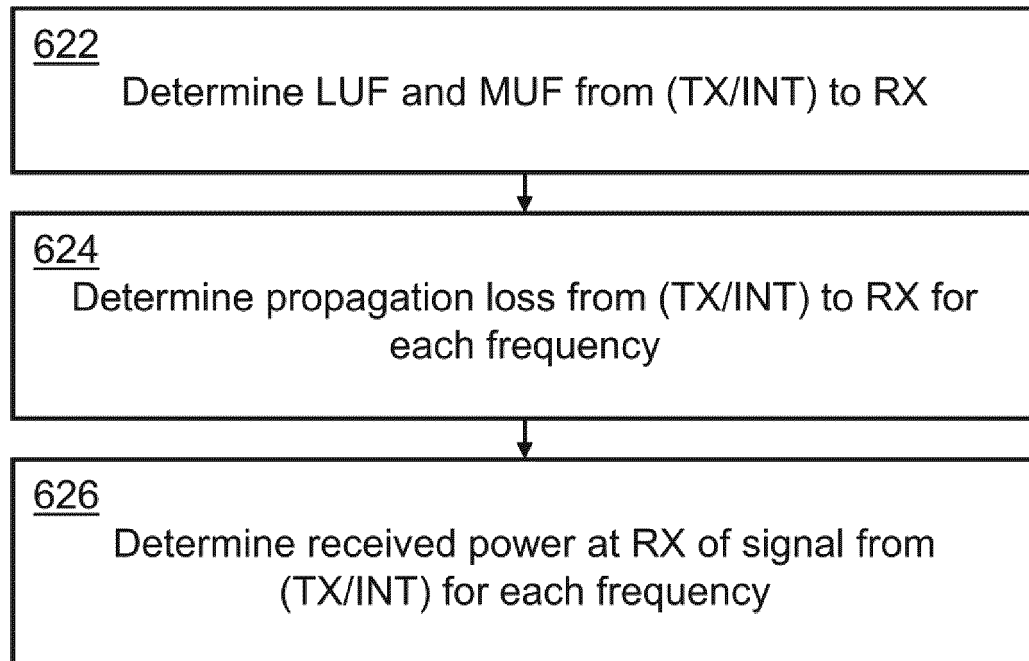 622
Determine LUF and MUF from (TX/INT) to RX
624
Determine propagation loss from (TX/INT) to RX for
each frequency
626
Determine received power at RX of signal from
(TX/INT) for each frequency